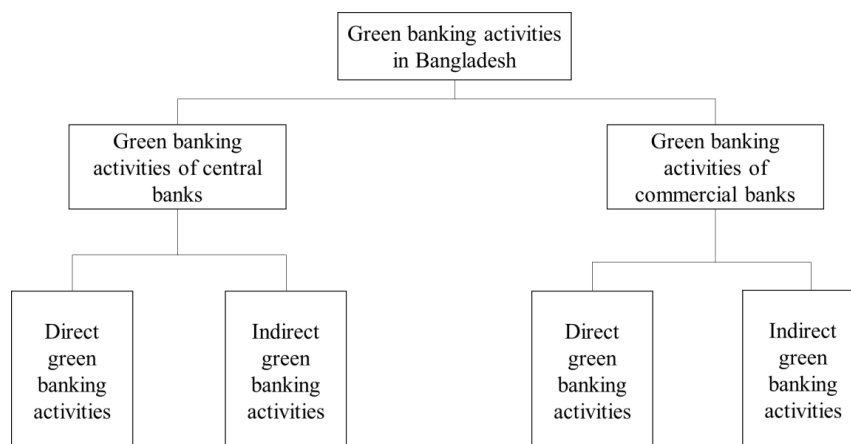 Green banking activities
in Bangladesh
Green banking
activities of central
banks
Green banking
activities of
commercial banks
Direct
green
banking
activities
Indirect
green
banking
activities
Direct
green
banking
activities
Indirect
green
banking
activities